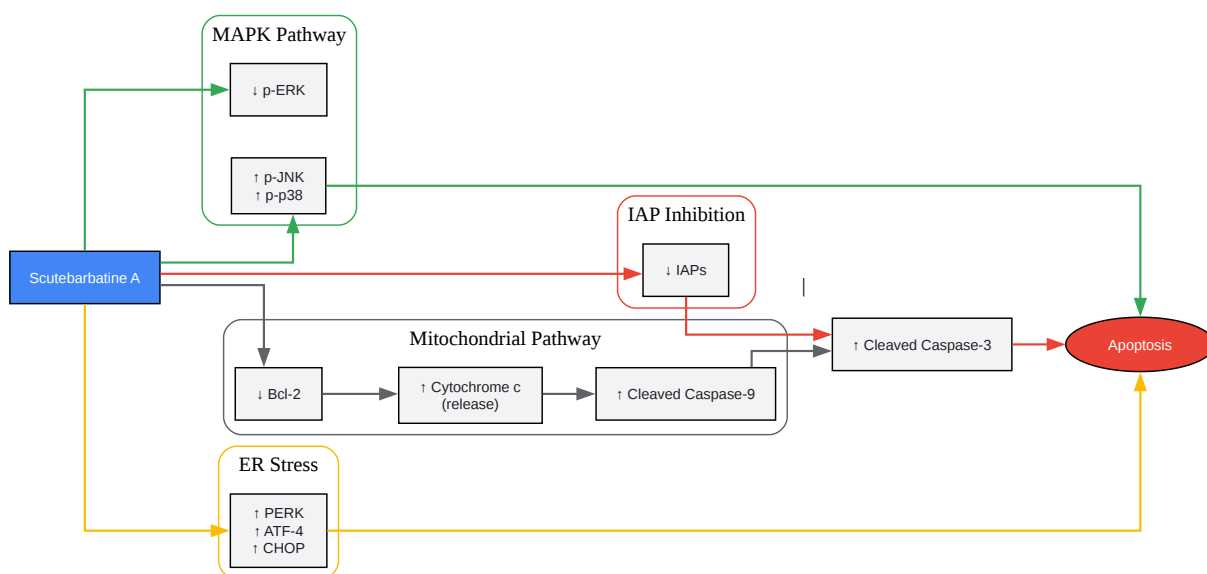 MAPK Pathway
↓ p-ERK
↑ p-JNK
↑ p-p38
IAP Inhibition
↓ IAPs
Scutebarbatine A
|
Mitochondrial Pathway
↑ Cleaved Caspase-3
Apoptosis
↓ Bcl-2
↑ Cytochrome c
(release)
↑ Cleaved Caspase-9
ER Stress
↑ PERK
↑ ATF-4
↑ CHOP